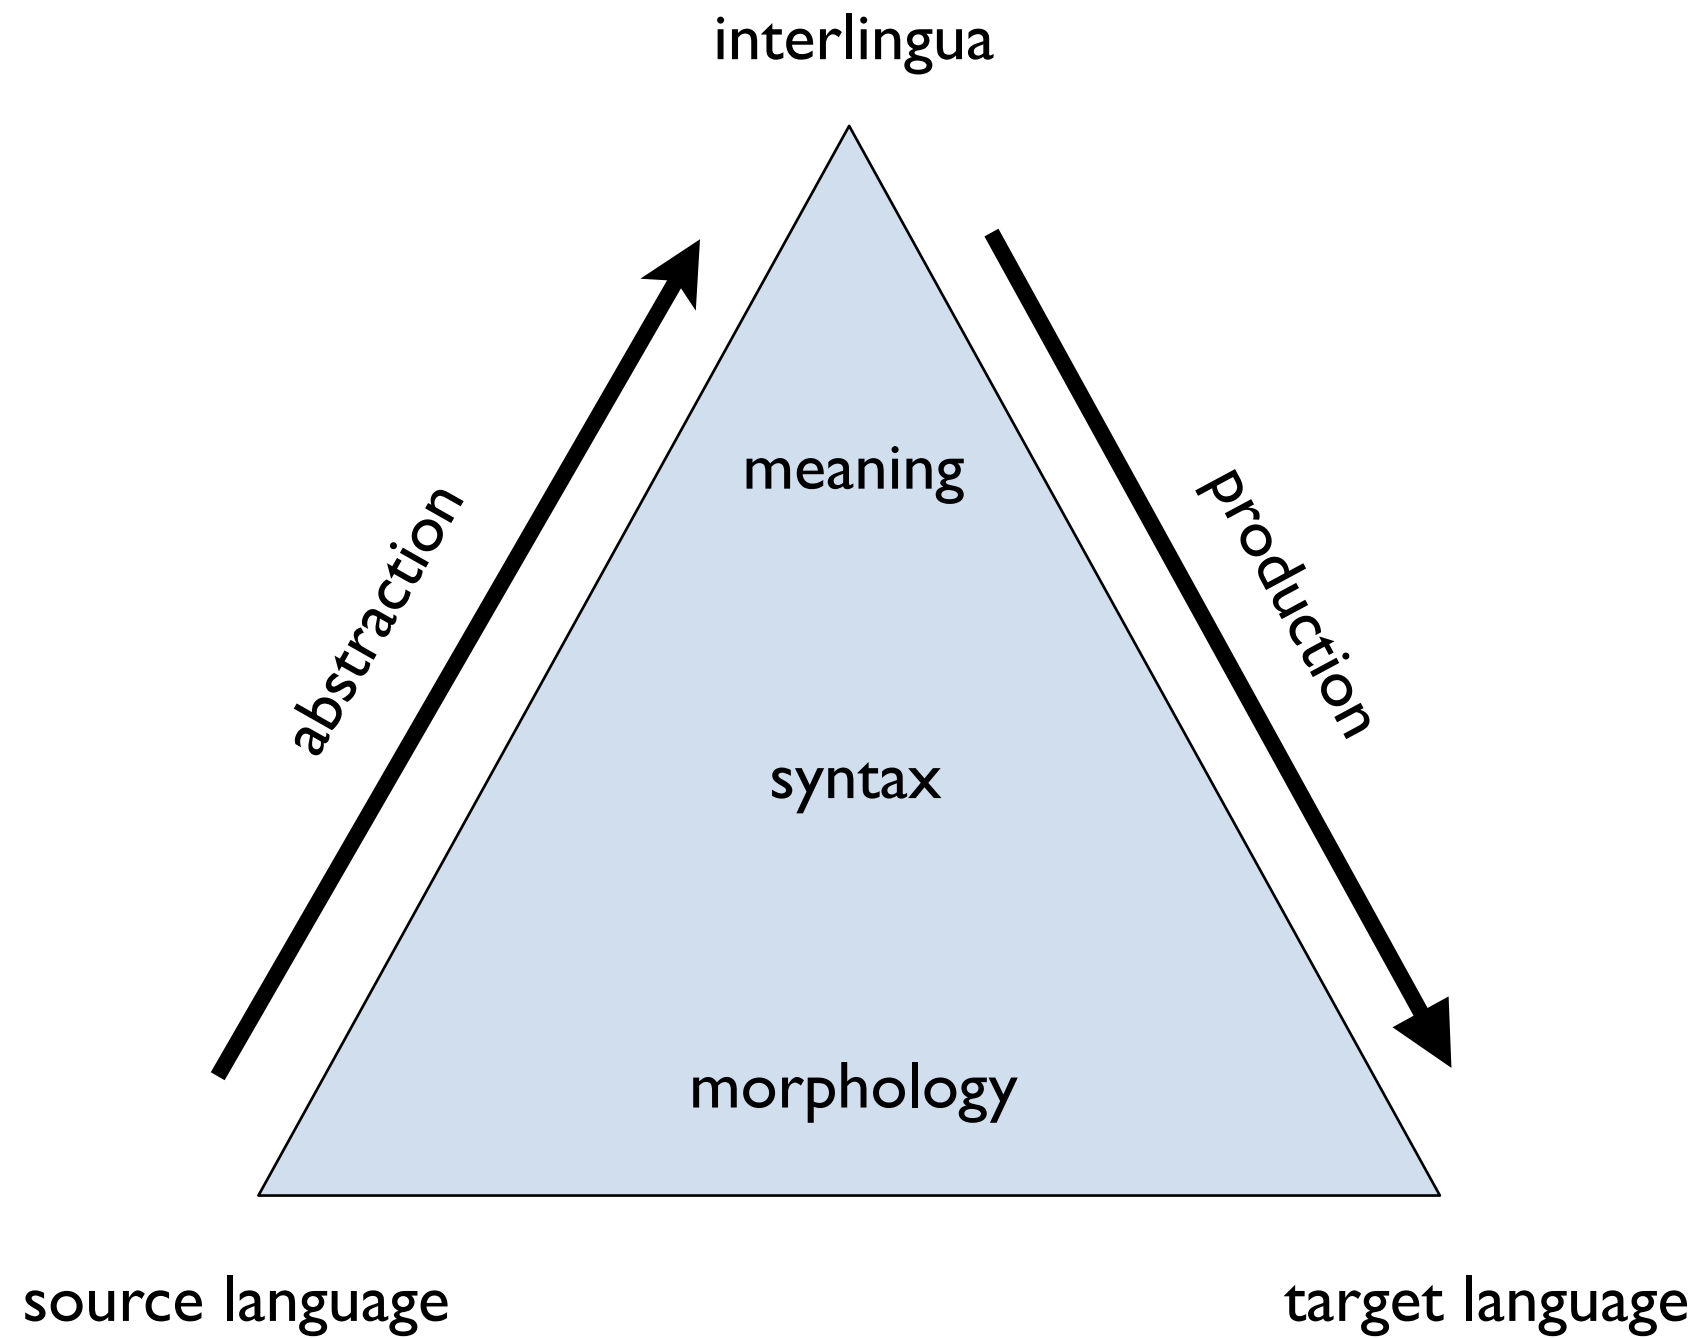 interlingua
meaning
abstraction
production
syntax
morphology
source language
target language